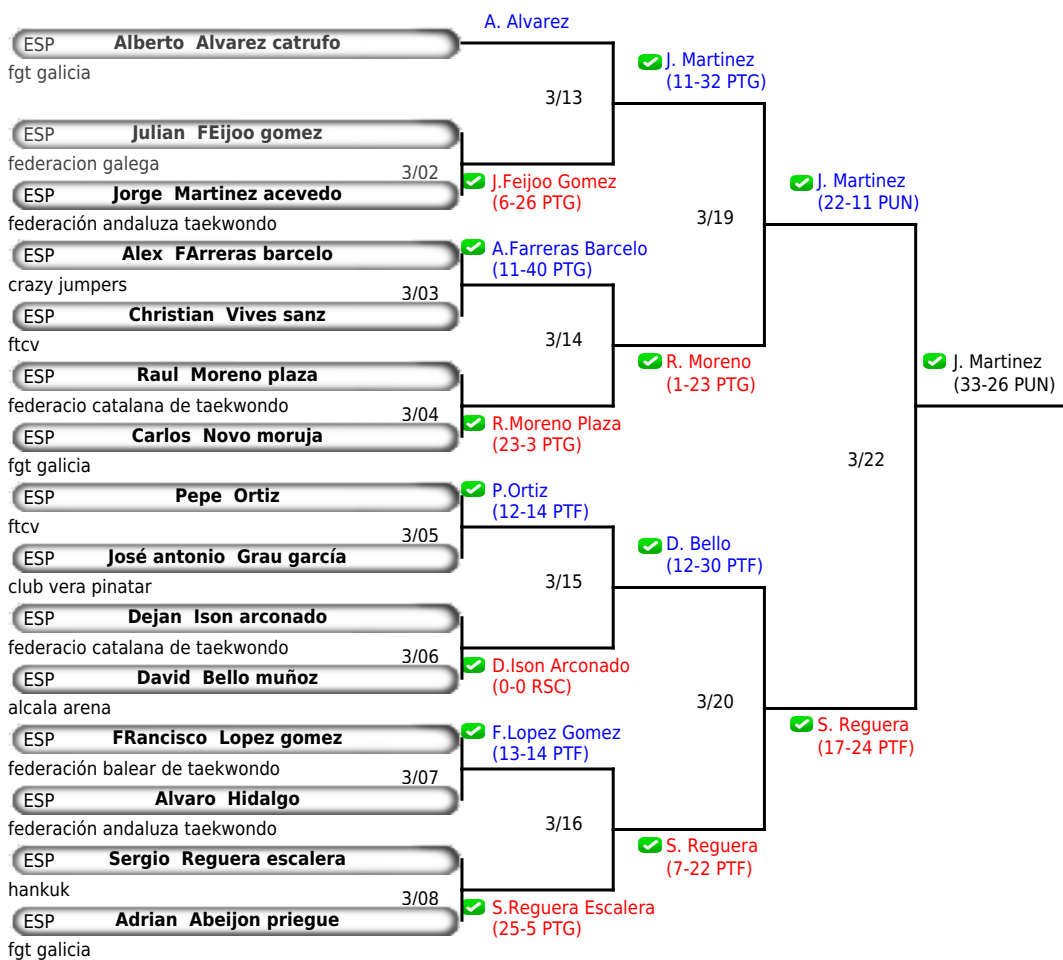 A. Alvarez
ESP Alberto Alvarez catrufo
fgt galicia
J. Martinez
(11-32 PTG)
3/13
ESP Julian FEijoo gomez
federacion galega
3/02
ESP Jorge Martinez acevedo
federación andaluza taekwondo
J.Feijoo Gomez
(6-26 PTG)
J. Martinez
(22-11 PUN)
3/19
ESP Alex FArreras barcelo
crazy jumpers
3/03
ESP Christian Vives sanz
ftcv
A.Farreras Barcelo
(11-40 PTG)
3/14
R. Moreno
(1-23 PTG)
ESP Raul Moreno plaza
federacio catalana de taekwondo
3/04
ESP Carlos Novo moruja
fgt galicia
R.Moreno Plaza
(23-3 PTG)
J. Martinez
(33-26 PUN)
3/22
ESP Pepe Ortiz
ftcv
3/05
ESP José antonio Grau garcía
club vera pinatar
P.Ortiz
(12-14 PTF)
D. Bello
(12-30 PTF)
3/15
ESP Dejan Ison arconado
federacio catalana de taekwondo
3/06
ESP David Bello muñoz
alcala arena
D.Ison Arconado
(0-0 RSC)
3/20
S. Reguera
(17-24 PTF)
ESP FRancisco Lopez gomez
federación balear de taekwondo
3/07
ESP Alvaro Hidalgo
federación andaluza taekwondo
F.Lopez Gomez
(13-14 PTF)
3/16
S. Reguera
(7-22 PTF)
ESP Sergio Reguera escalera
hankuk
3/08
ESP Adrian Abeijon priegue
fgt galicia
S.Reguera Escalera
(25-5 PTG)